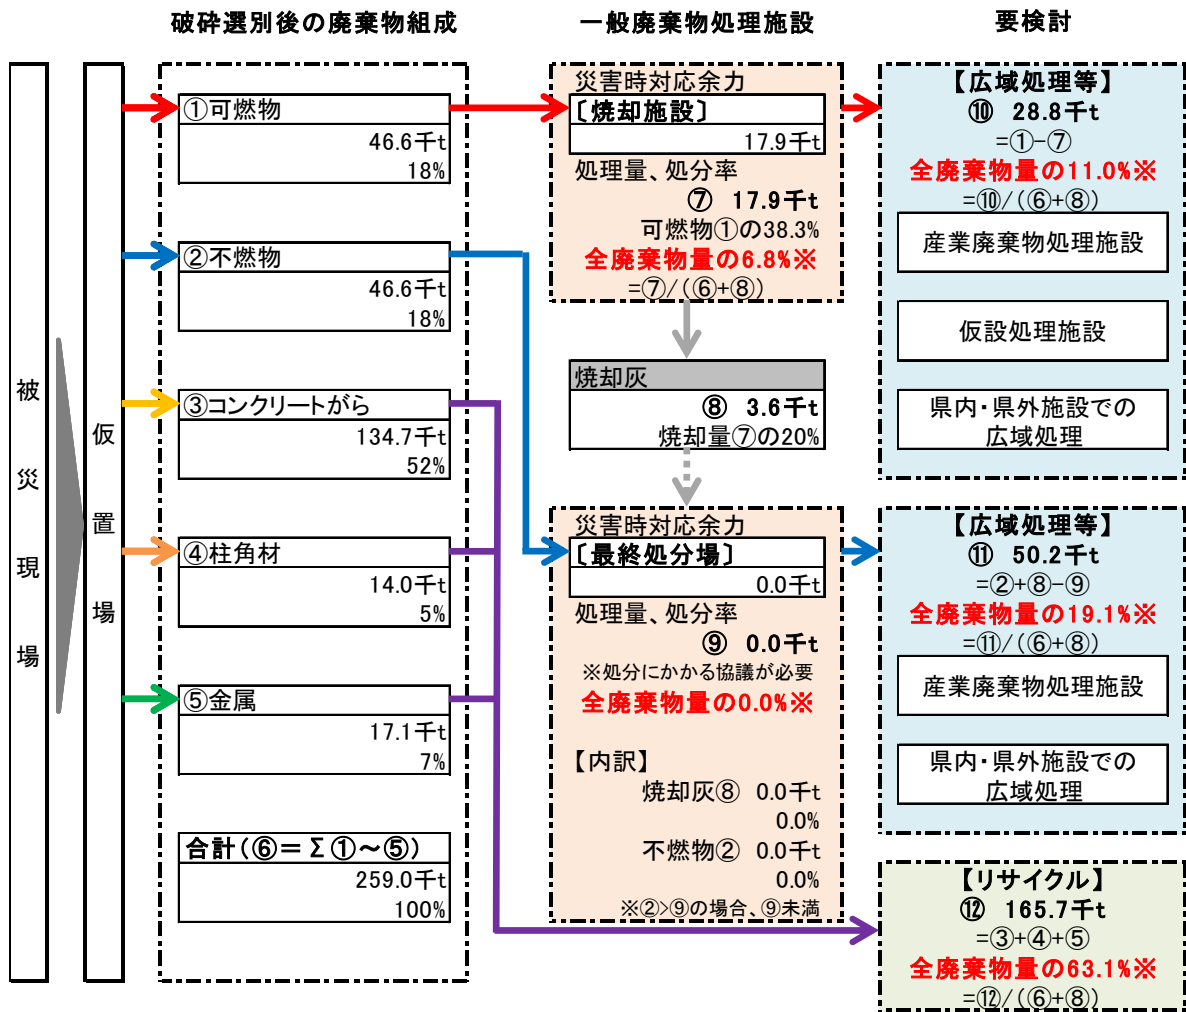 破砕選別後の廃棄物組成
一般廃棄物処理施設
要検討
被災現場
仮置場
①可燃物
46.6千t
18%
②不燃物
46.6千t
18%
③コンクリートがら
134.7千t
52%
④柱角材
14.0千t
5%
⑤金属
17.1千t
7%
合計(⑥=Σ①~⑤)
259.0千t
100%
災害時対応余力
〔焼却施設〕
17.9千t
処理量、処分率
⑦ 17.9千t
可燃物①の38.3%
全廃棄物量の6.8%※
=⑦/(⑥+⑧)
焼却灰
⑧ 3.6千t
焼却量⑦の20%
災害時対応余力
〔最終処分場〕
0.0千t
処理量、処分率
⑨ 0.0千t
※処分にかかる協議が必要
全廃棄物量の0.0%※
【内訳】
焼却灰⑧ 0.0千t
0.0%
不燃物② 0.0千t
0.0%
※②>⑨の場合、⑨未満
【広域処理等】
⑩ 28.8千t
=①-⑦
全廃棄物量の11.0%※
=⑩/(⑥+⑧)
産業廃棄物処理施設
仮設処理施設
県内・県外施設での
広域処理
【広域処理等】
⑪ 50.2千t
=②+⑧-⑨
全廃棄物量の19.1%※
=⑪/(⑥+⑧)
産業廃棄物処理施設
県内・県外施設での
広域処理
【リサイクル】
⑫ 165.7千t
=③+④+⑤
全廃棄物量の63.1%※
=⑫/(⑥+⑧)